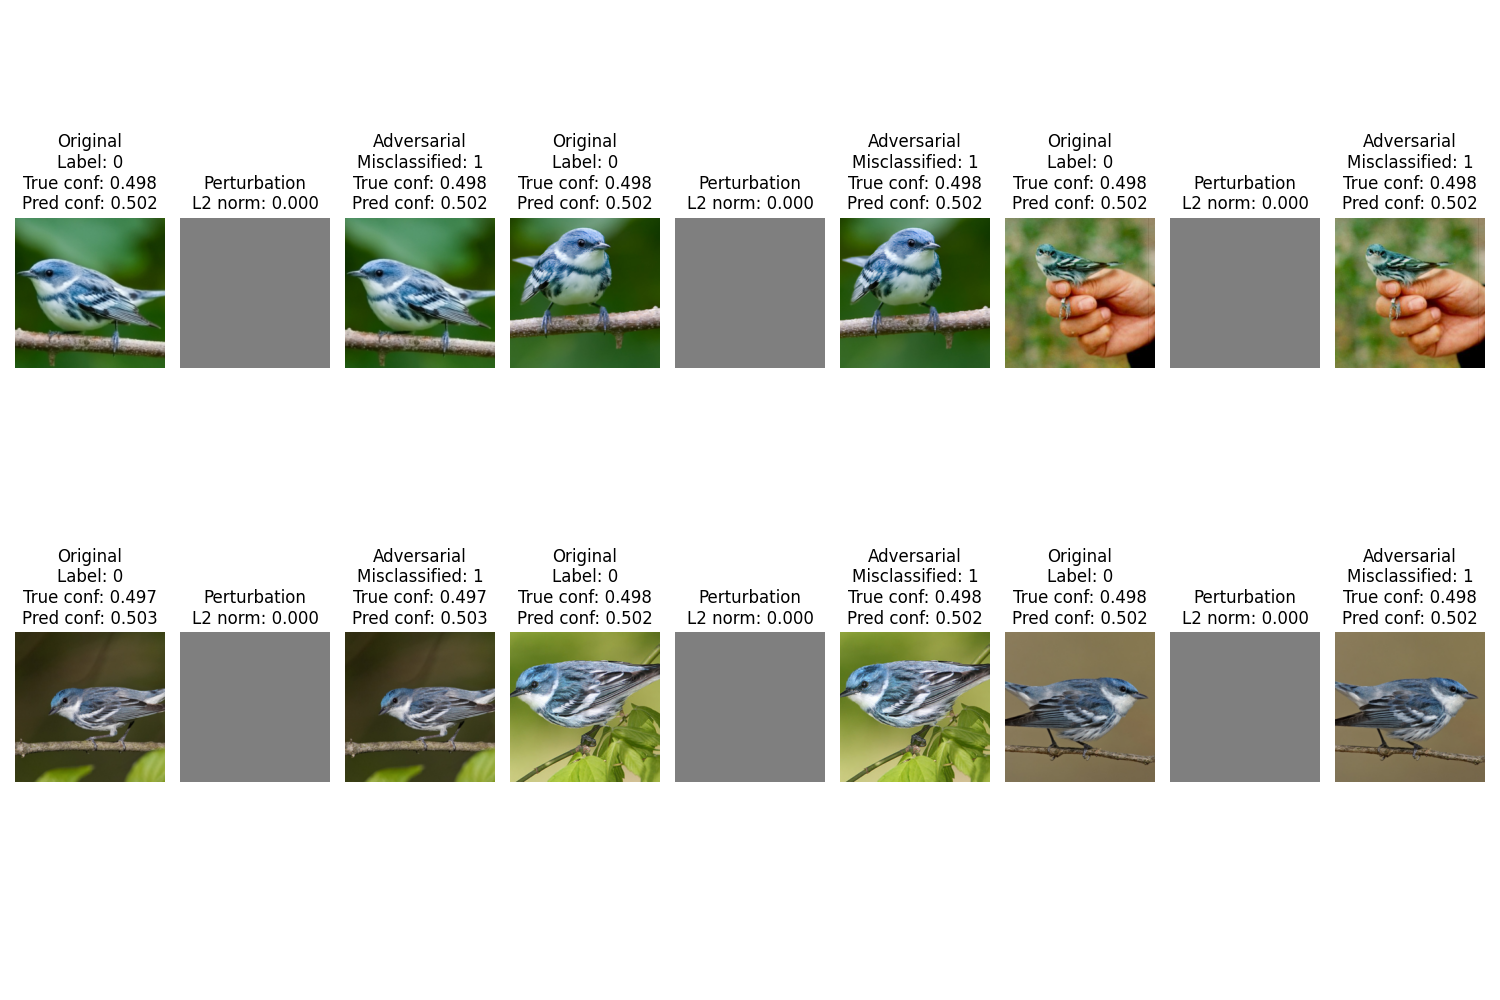 Original
Label: 0
True conf: 0.498
Pred conf: 0.502
Perturbation
L2 norm: 0.000
Adversarial
Misclassified: 1
True conf: 0.498
Pred conf: 0.502
Original
Label: 0
True conf: 0.498
Pred conf: 0.502
Perturbation
L2 norm: 0.000
Adversarial
Misclassified: 1
True conf: 0.498
Pred conf: 0.502
Original
Label: 0
True conf: 0.498
Pred conf: 0.502
Perturbation
L2 norm: 0.000
Adversarial
Misclassified: 1
True conf: 0.498
Pred conf: 0.502
Original
Label: 0
True conf: 0.497
Pred conf: 0.503
Perturbation
L2 norm: 0.000
Adversarial
Misclassified: 1
True conf: 0.497
Pred conf: 0.503
Original
Label: 0
True conf: 0.498
Pred conf: 0.502
Perturbation
L2 norm: 0.000
Adversarial
Misclassified: 1
True conf: 0.498
Pred conf: 0.502
Original
Label: 0
True conf: 0.498
Pred conf: 0.502
Perturbation
L2 norm: 0.000
Adversarial
Misclassified: 1
True conf: 0.498
Pred conf: 0.502